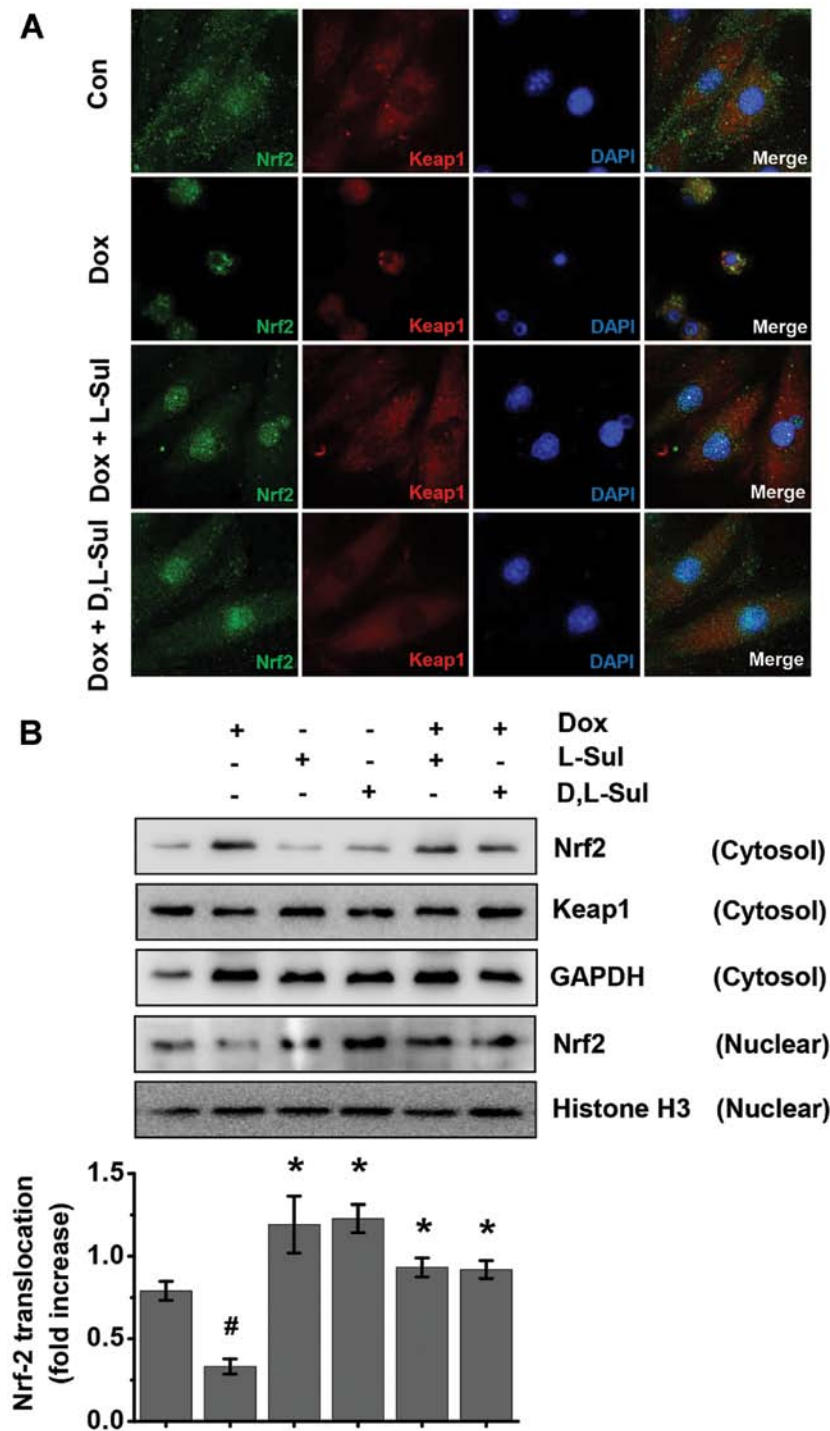 A
Con
Nrf2 Keap1 DAPI Merge
Dox
Nrf2 Keap1 DAPI Merge
Dox + L-Sul
Nrf2 Keap1 DAPI Merge
Dox + D,L-Sul
Nrf2 Keap1 DAPI Merge
B
+ - - + + Dox
- + - + - L-Sul
- - + - + D,L-Sul
Nrf2 (Cytosol)
Keap1 (Cytosol)
GAPDH (Cytosol)
Nrf2 (Nuclear)
Histone H3 (Nuclear)
Nrf-2 translocation
(fold increase)
1.5
1.0
0.5
0.0
# * * * *